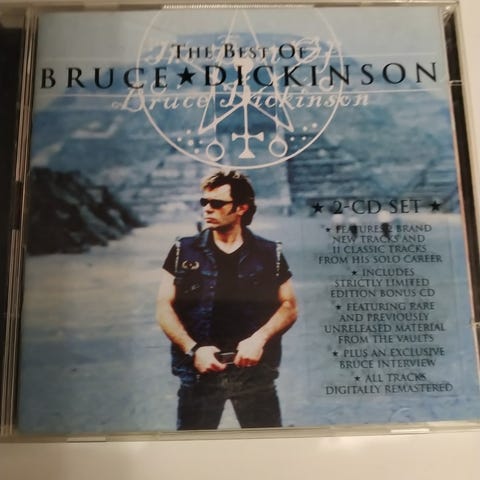 THE BEST OF
BRUCE★DICKINSON
Bruce Dickinson
★ 2-CD SET ★
★ FEATURES 2 BRAND
NEW TRACKS AND
11 CLASSIC TRACKS
FROM HIS SOLO CAREER
★ INCLUDES
STRICTLY LIMITED
EDITION BONUS CD
★ FEATURING RARE
AND PREVIOUSLY
UNRELEASED MATERIAL
FROM THE VAULTS
★ PLUS AN EXCLUSIVE
BRUCE INTERVIEW
★ ALL TRACKS
DIGITALLY REMASTERED